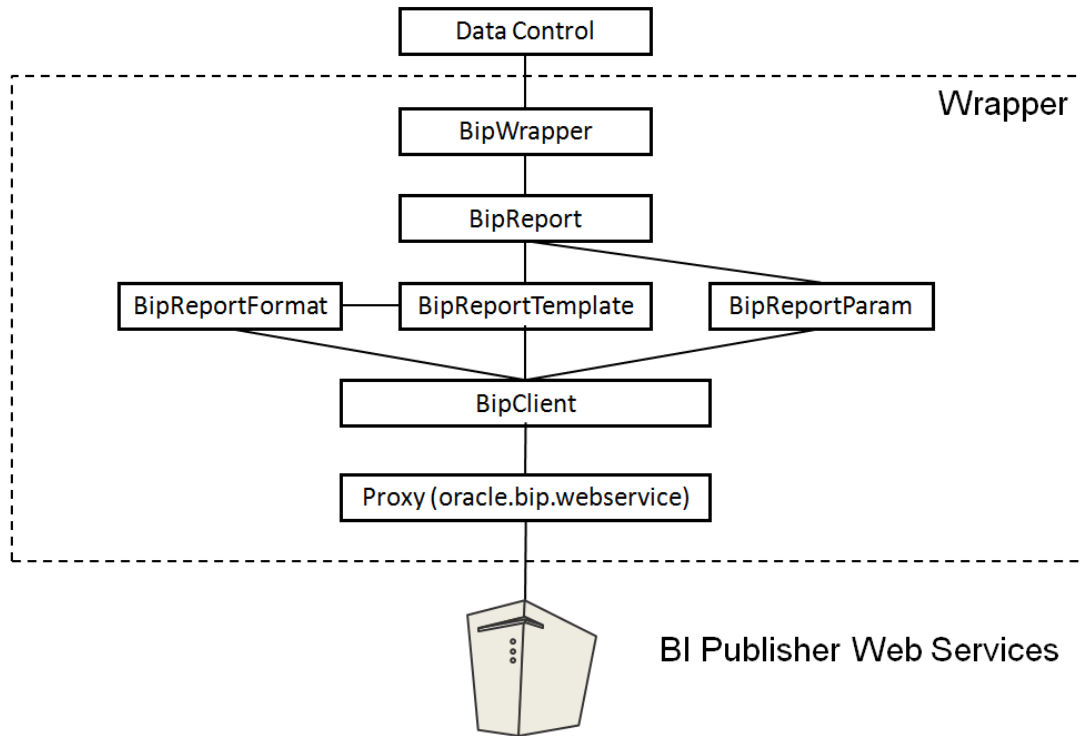 Data Control
Wrapper
BipWrapper
BipReport
BipReportFormat
BipReportTemplate
BipReportParam
BipClient
Proxy (oracle.bip.webservice)
BI Publisher Web Services